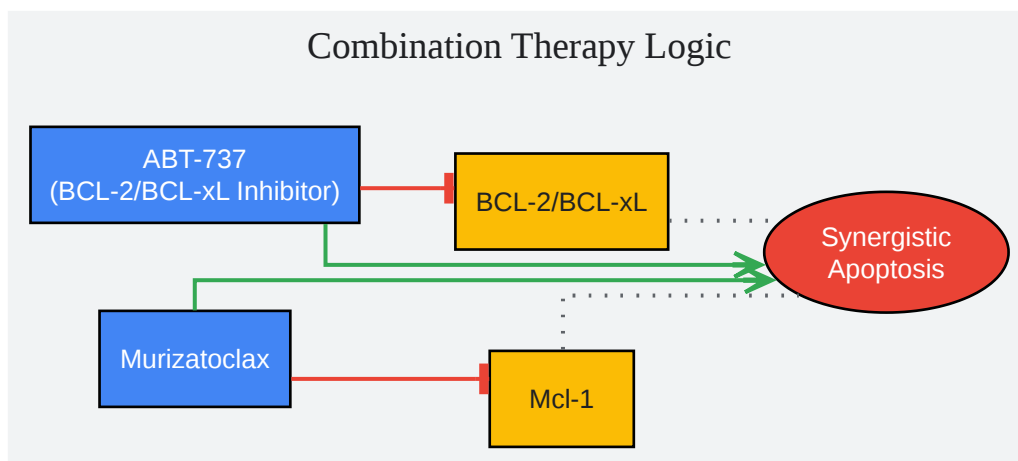 Combination Therapy Logic
ABT-737
(BCL-2/BCL-xL Inhibitor)
BCL-2/BCL-xL
Synergistic
Apoptosis
Murizatoclax
Mcl-1